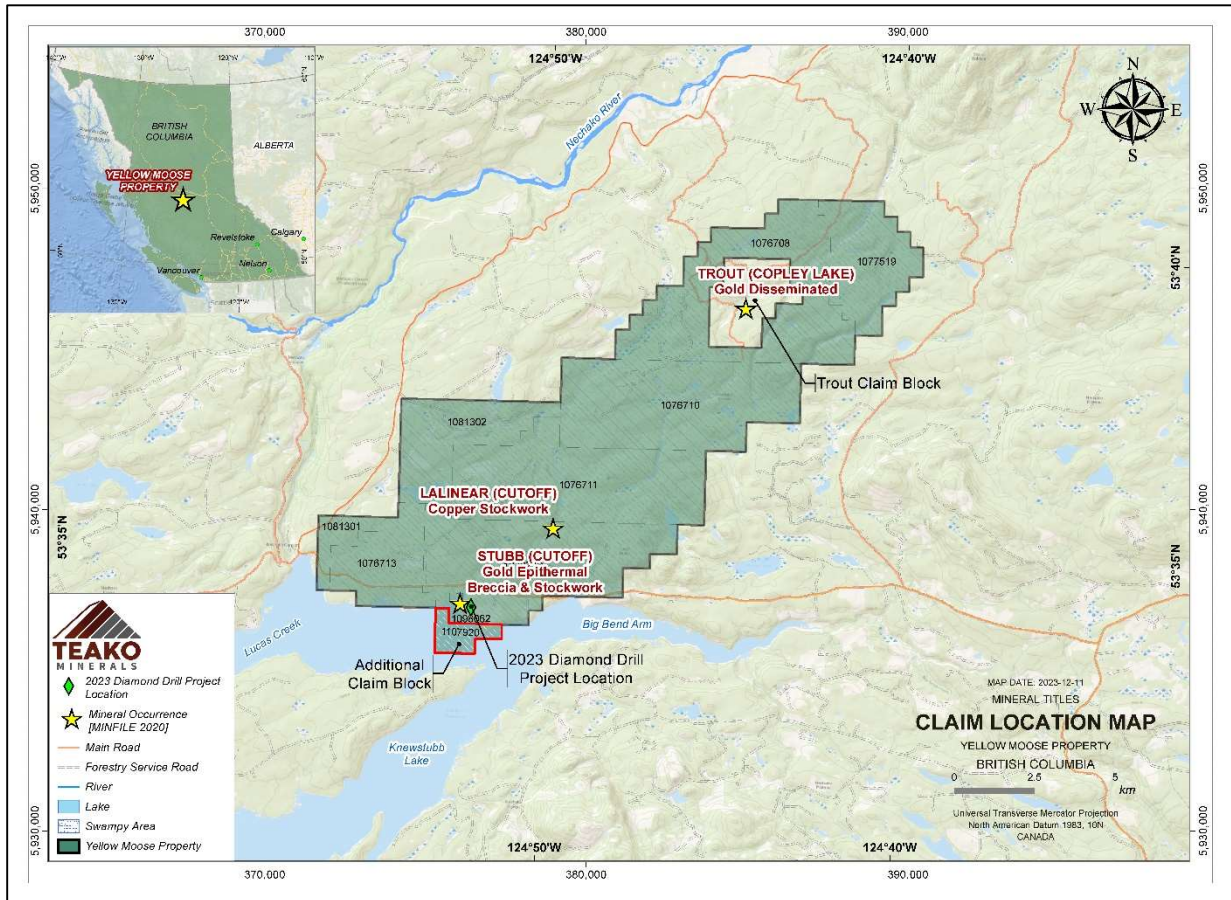 370,000
380,000
390,000
124°50'W
124°40'W
BRITISH
COLUMBIA
ALBERTA
YELLOW MOOSE
PROPERTY
Revelstoke
Calgary
Nelson
Vancouver
Nechako River
N
W
E
S
5,950,000
5,950,000
53°40'N
1076708
1077519
TROUT (COPLEY LAKE)
Gold Disseminated
Trout Claim Block
1076710
1081302
1076711
LALINEAR (CUTOFF)
Copper Stockwork
5,940,000
5,940,000
53°35'N
53°35'N
1081301
1076713
STUBB (CUTOFF)
Gold Epithermal
Breccia & Stockwork
1107920
Lucas Creek
Big Bend Arm
Additional
Claim Block
2023 Diamond Drill
Project Location
Knewstubb
Lake
TEAKO
MINERALS
2023 Diamond Drill Project
Location
Mineral Occurrence
[MINFILE 2020]
Main Road
Forestry Service Road
River
Lake
Swampy Area
Yellow Moose Property
MAP DATE: 2023-12-11
MINERAL TITLES
CLAIM LOCATION MAP
YELLOW MOOSE PROPERTY
BRITISH COLUMBIA
0 2.5 5
km
Universal Transverse Mercator Projection
North American Datum 1983, 10N
CANADA
5,930,000
5,930,000
124°50'W
124°40'W
370,000
380,000
390,000